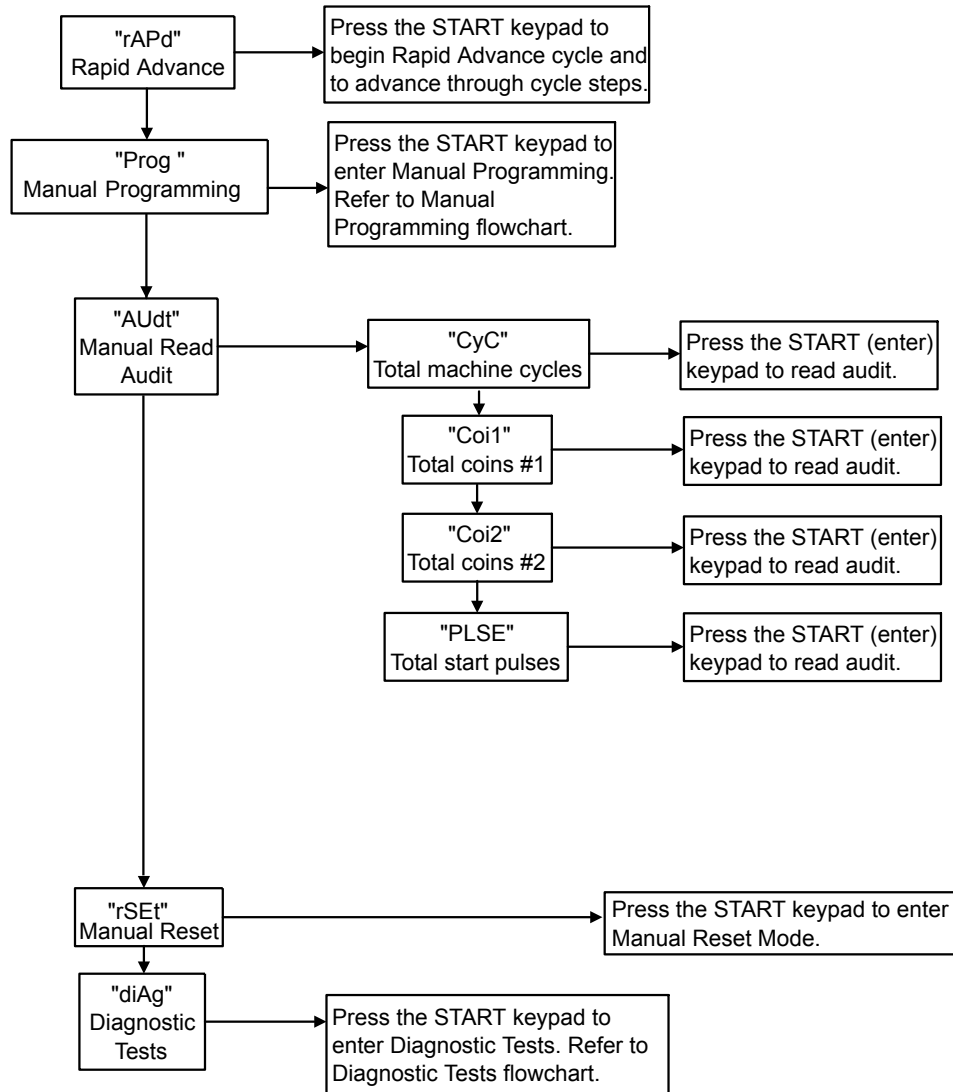 "rAPd"
Rapid Advance
Press the START keypad to
begin Rapid Advance cycle and
to advance through cycle steps.
"Prog "
Manual Programming
Press the START keypad to
enter Manual Programming.
Refer to Manual
Programming flowchart.
"AUdt"
Manual Read
Audit
"CyC"
Total machine cycles
Press the START (enter)
keypad to read audit.
"Coi1"
Total coins #1
Press the START (enter)
keypad to read audit.
"Coi2"
Total coins #2
Press the START (enter)
keypad to read audit.
"PLSE"
Total start pulses
Press the START (enter)
keypad to read audit.
"rSEt"
Manual Reset
Press the START keypad to enter
Manual Reset Mode.
"diAg"
Diagnostic
Tests
Press the START keypad to
enter Diagnostic Tests. Refer to
Diagnostic Tests flowchart.